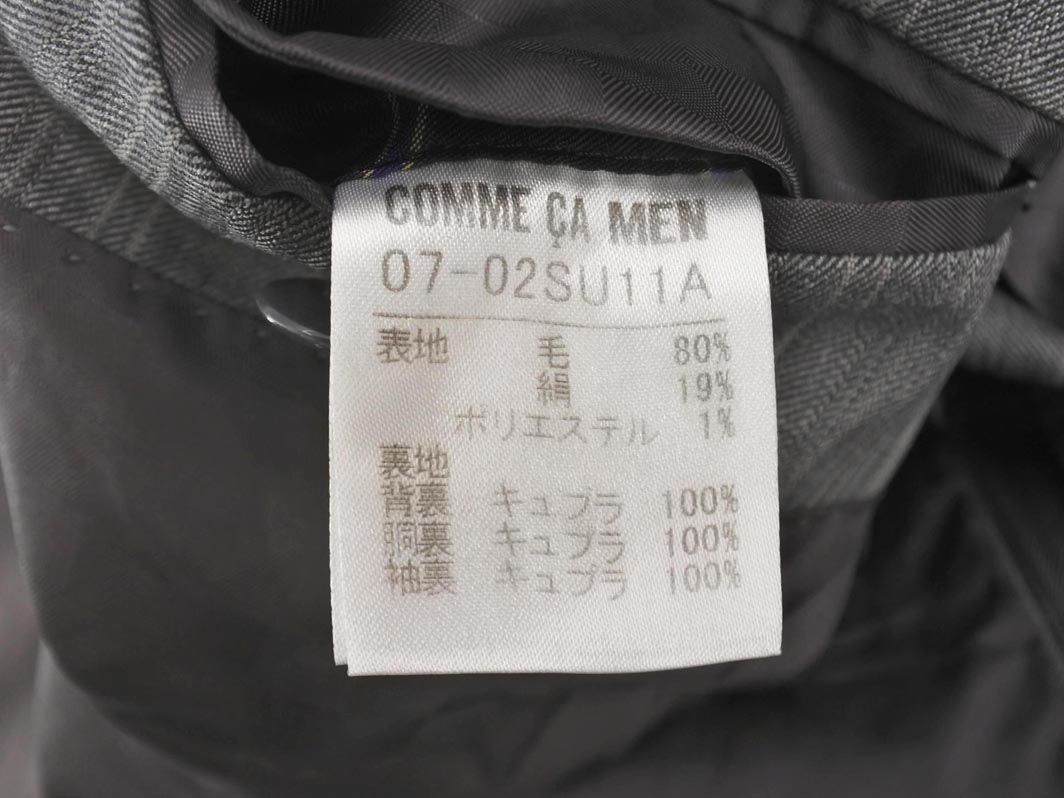 COMME ÇA MEN
07-02SU11A
表地 毛 80%
絹 19%
ポリエステル 1%
裏地
背裏 キュプラ 100%
胴裏 キュプラ 100%
袖裏 キュプラ 100%